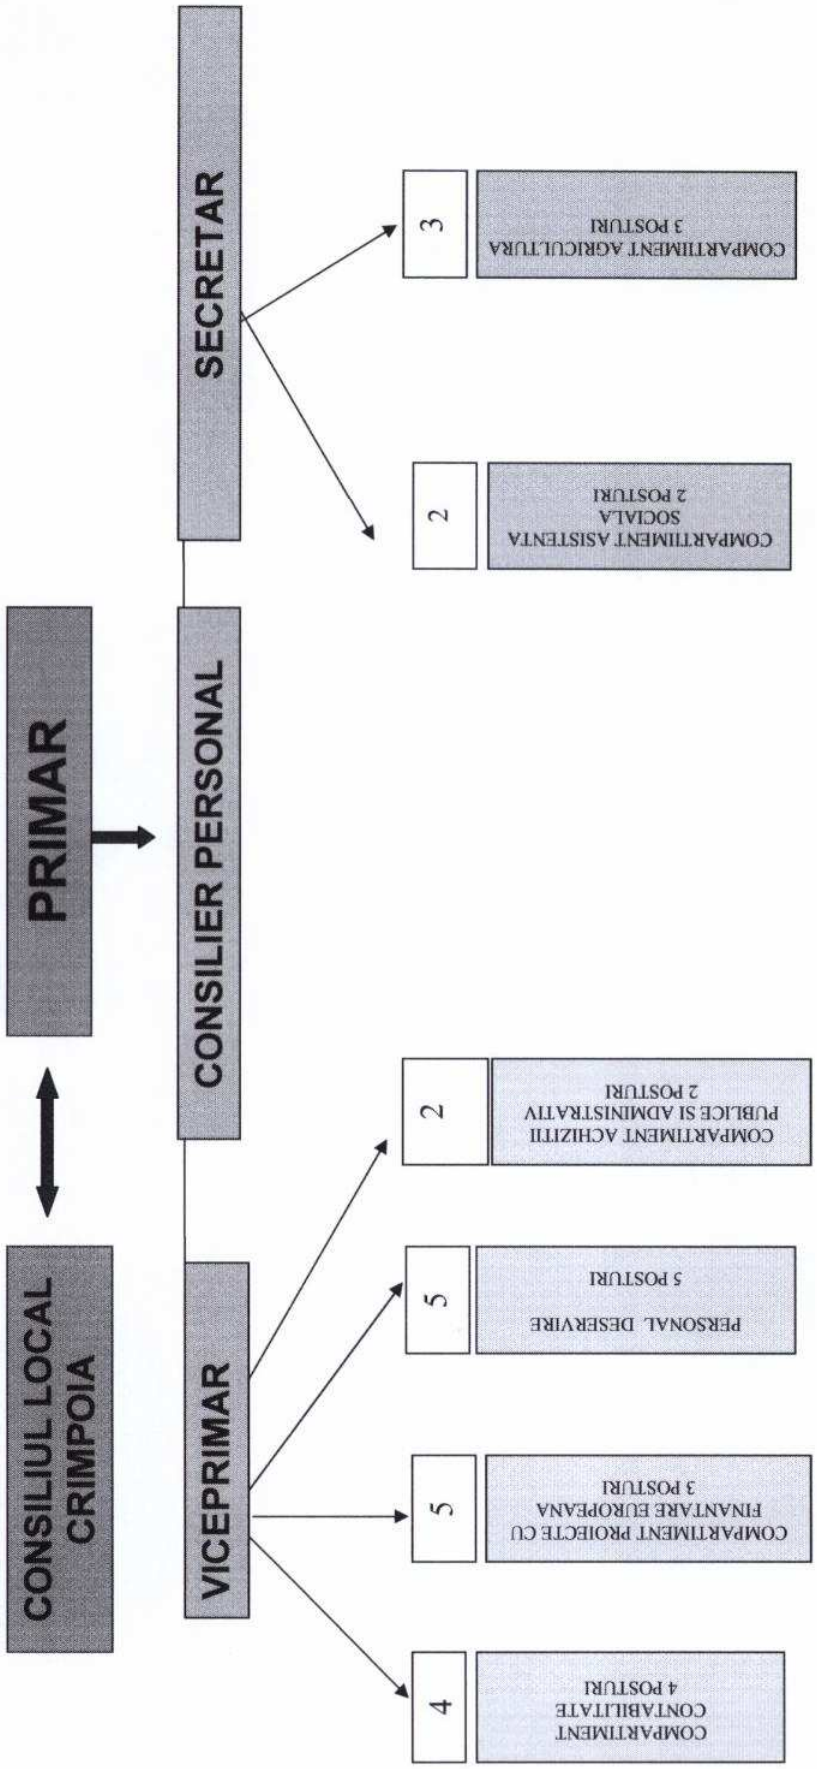 CONSILIUL LOCAL
CRIMPOIA
PRIMAR
VICEPRIMAR
CONSILIER PERSONAL
SECRETAR
4
5
5
2
2
3
COMPARTIMENT
CONTABILITATE
4 POSTURI
COMPARTIMENT PROIECTE CU
FINANTARE EUROPEANA
3 POSTURI
PERSONAL DESERVIRE
5 POSTURI
COMPARTIMENT ACHIZITII
PUBLICE SI ADMINISTRATIV
2 POSTURI
COMPARTIIMENT ASISTENTA
SOCIALA
2 POSTURI
COMPARTIIMENT AGRICULTURA
3 POSTURI